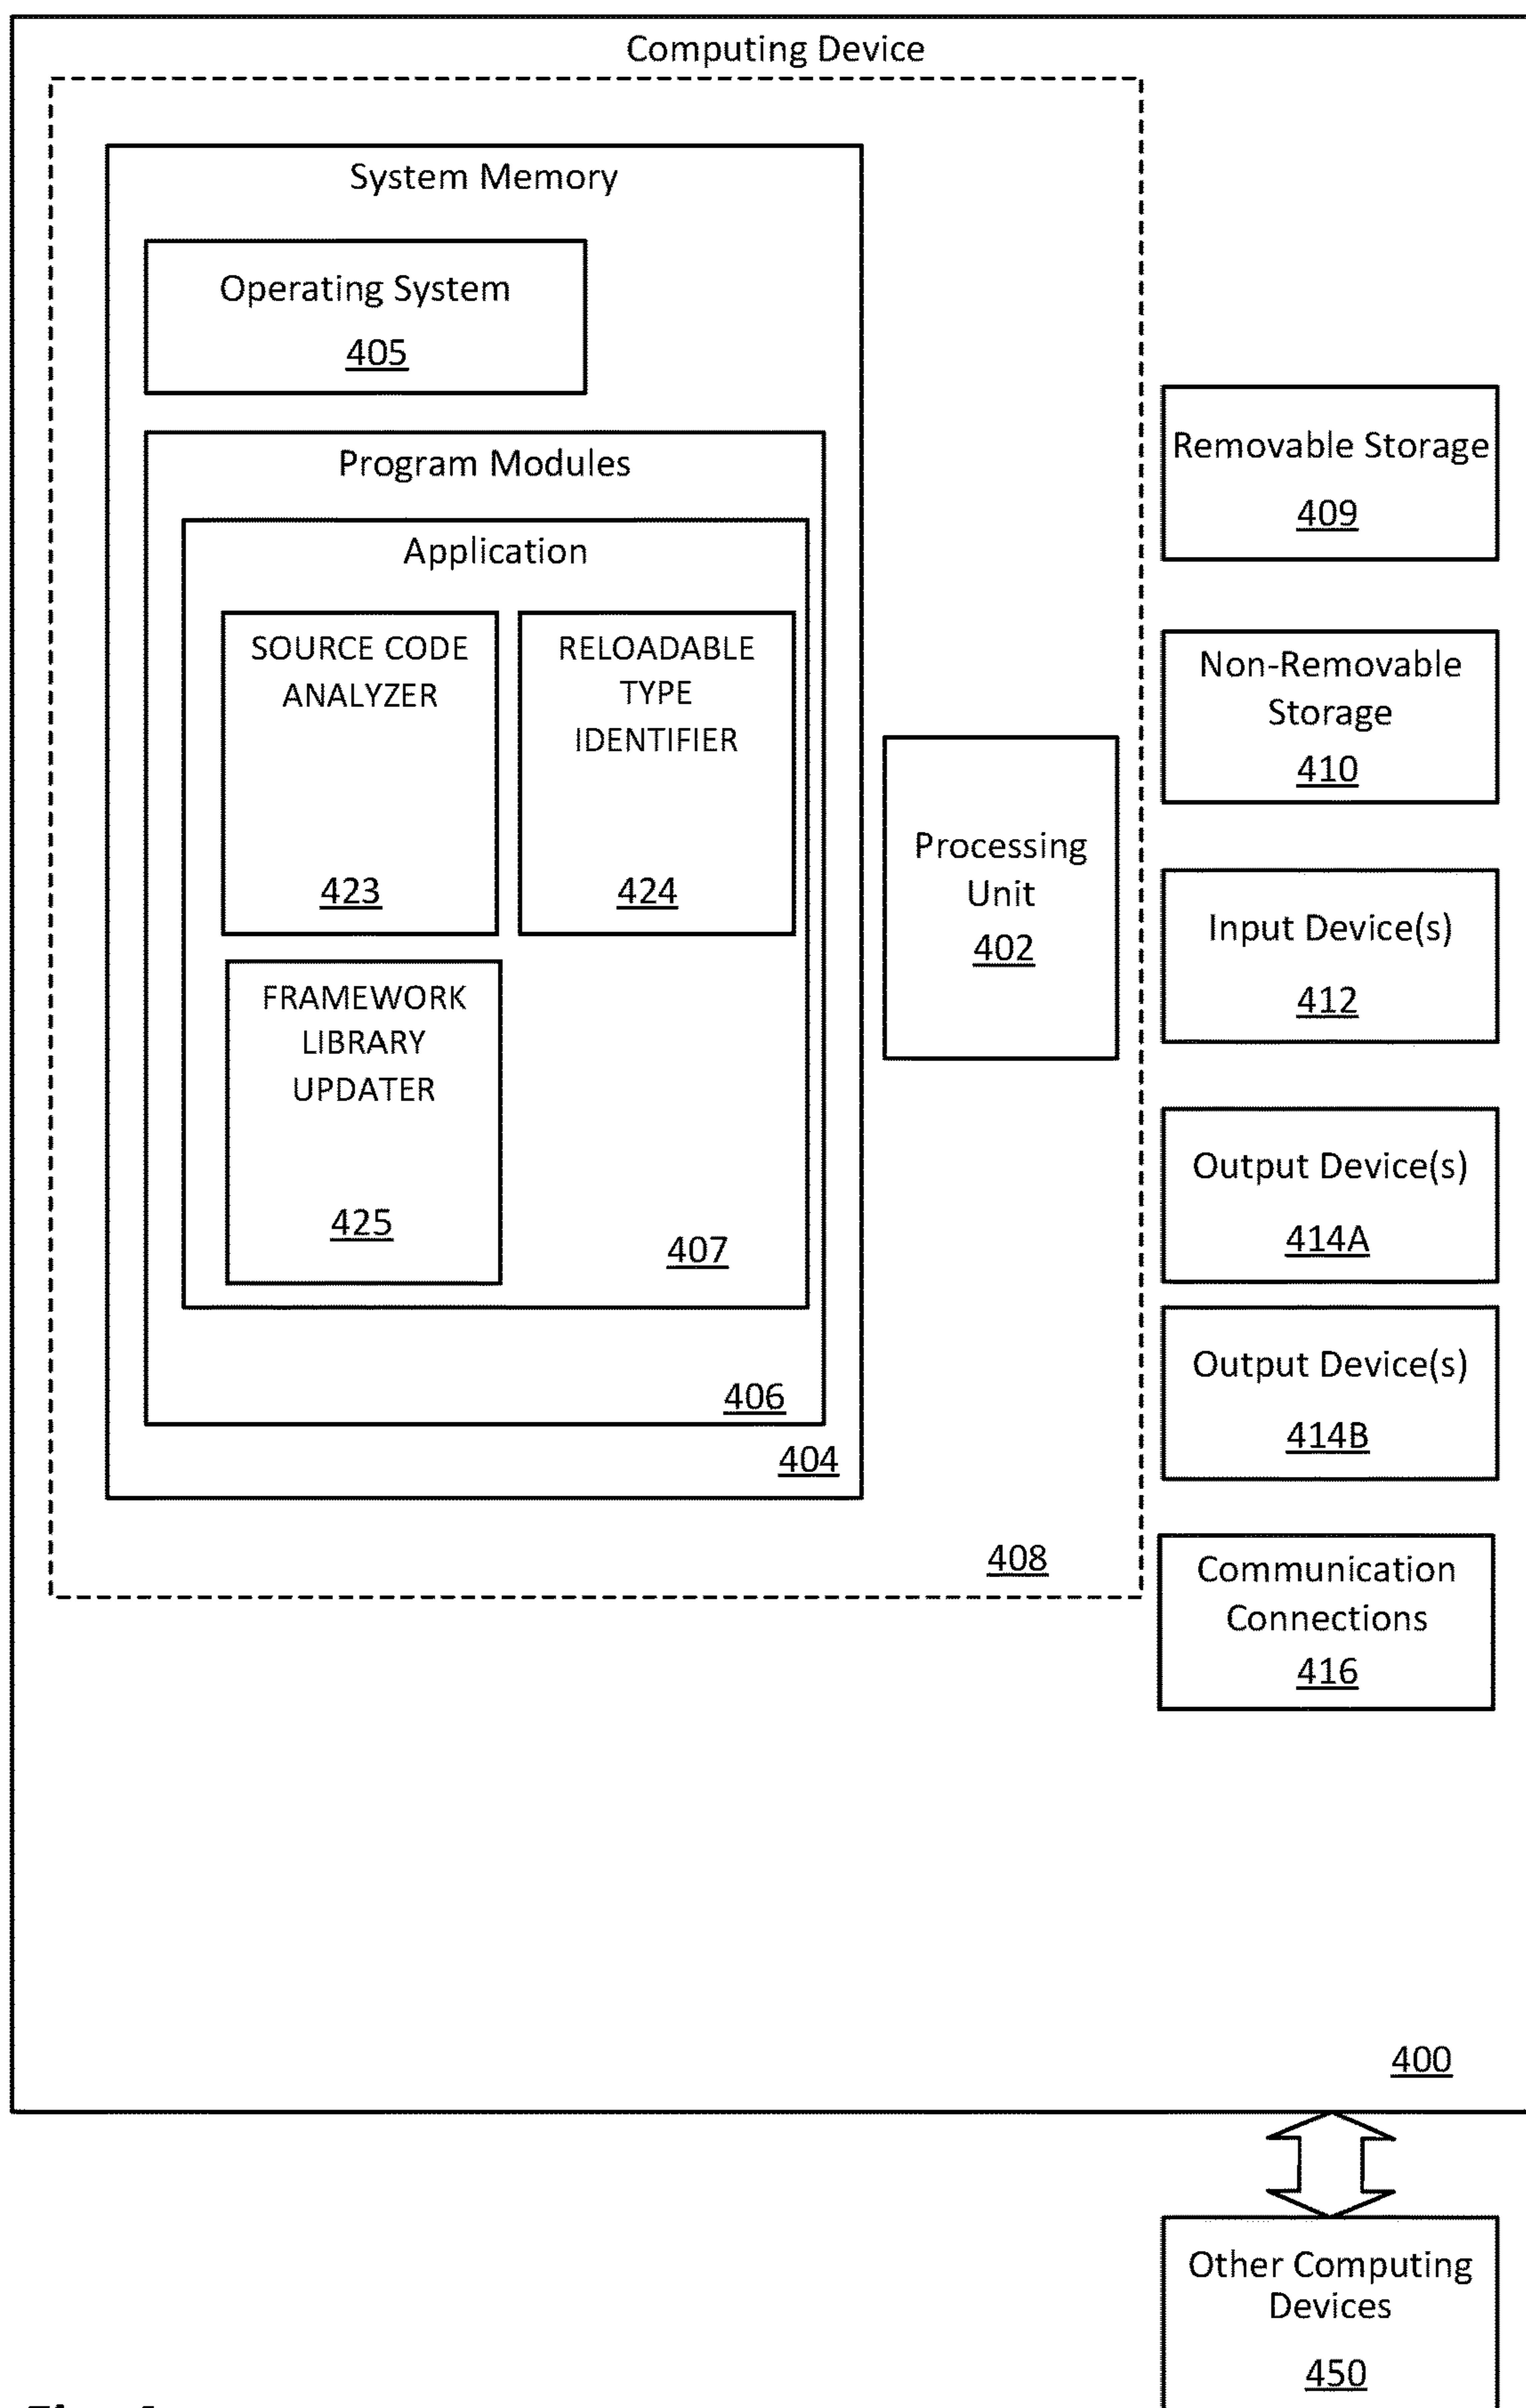 Computing Device
System Memory
Operating System
405
Program Modules
Application
SOURCE CODE
ANALYZER
423
RELOADABLE
TYPE
IDENTIFIER
424
FRAMEWORK
LIBRARY
UPDATER
425
407
406
404
Processing
Unit
402
408
Removable Storage
409
Non-Removable
Storage
410
Input Device(s)
412
Output Device(s)
414A
Output Device(s)
414B
Communication
Connections
416
400
Other Computing
Devices
450